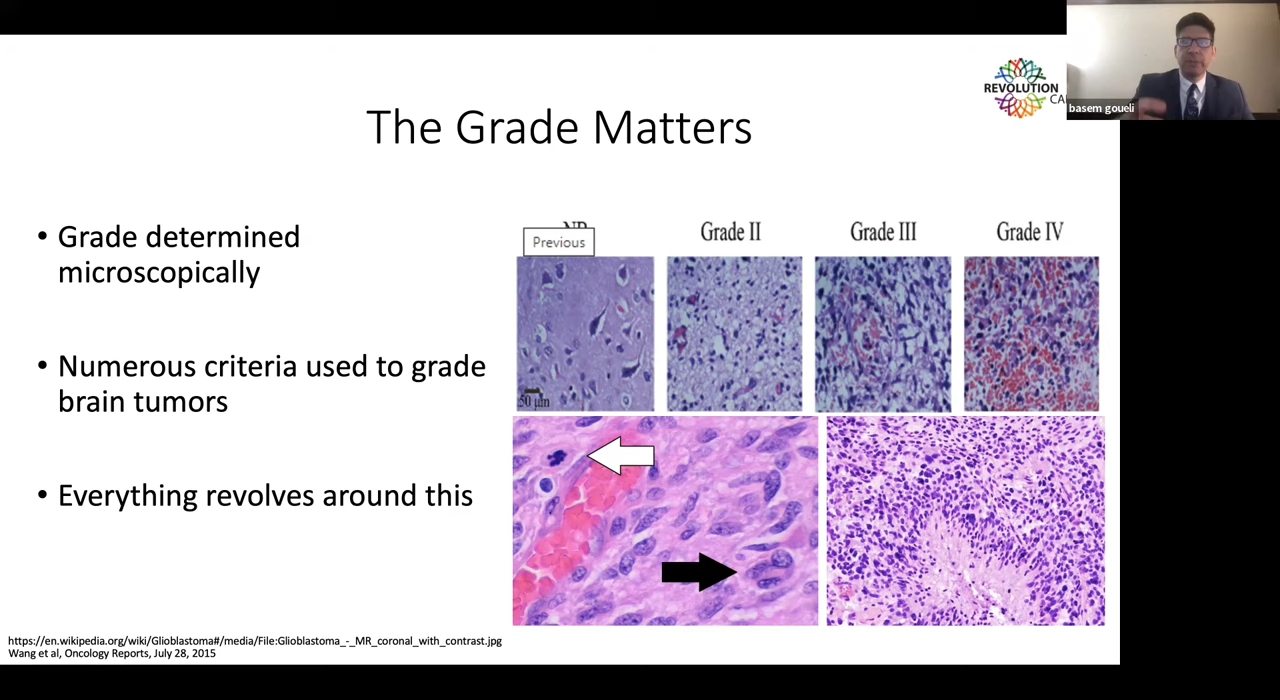 REVOLUTION
CA
basem goueli
The Grade Matters
• Grade determined
microscopically
• Numerous criteria used to grade
brain tumors
• Everything revolves around this
Previous
Grade II
Grade III
Grade IV
50 µm
https://en.wikipedia.org/wiki/Glioblastoma#/media/File:Glioblastoma_-_MR_coronal_with_contrast.jpg
Wang et al, Oncology Reports, July 28, 2015